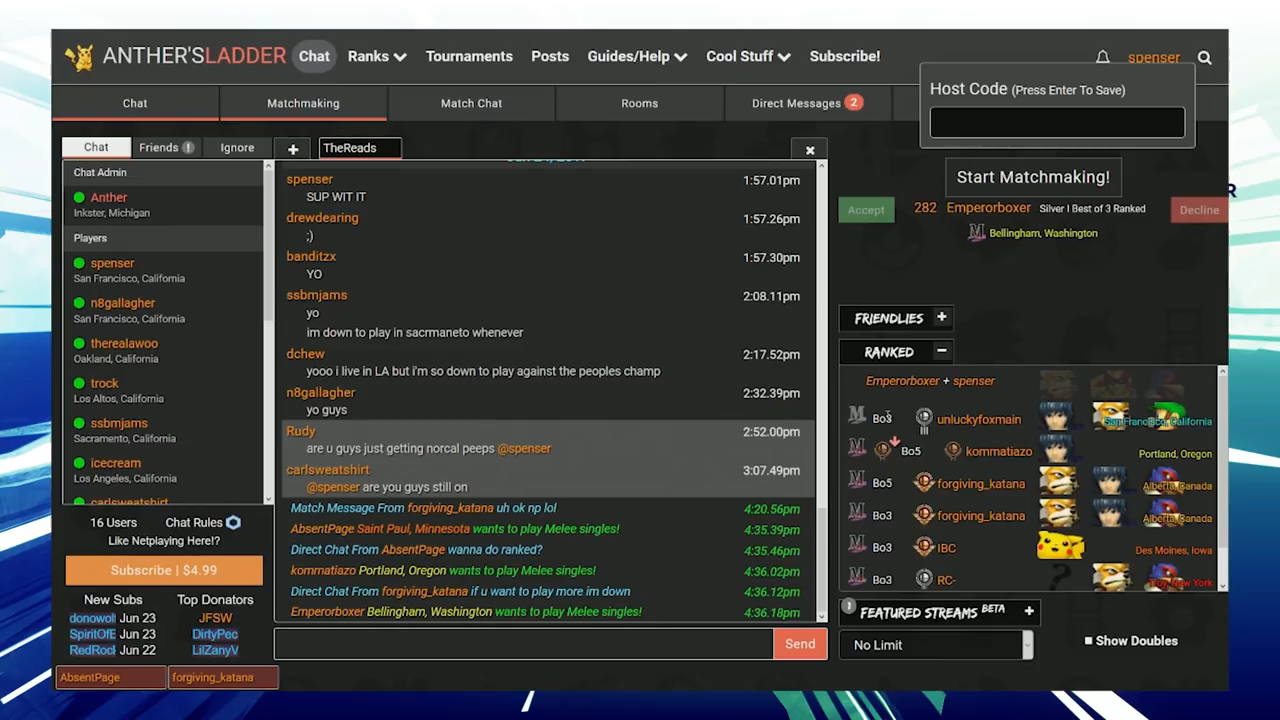 ANTHER'SLADDER Chat Ranks Tournaments Posts Guides/Help Cool Stuff Subscribe! spenser
Chat Matchmaking Match Chat Rooms Direct Messages 2
Host Code (Press Enter To Save)
Chat Friends ! Ignore + TheReads x
Start Matchmaking!
Accept 282 Emperorboxer Silver I Best of 3 Ranked Decline
Bellingham, Washington
Chat Admin
Anther
Inkster, Michigan
Players
spenser
San Francisco, California
n8gallagher
San Francisco, California
therealawoo
Oakland, California
trock
Los Altos, California
ssbmjams
Sacramento, California
icecream
Los Angeles, California
carlsweatshirt
spenser 1:57.01pm
SUP WIT IT
drewdearing 1:57.26pm
;)
banditzx 1:57.30pm
YO
ssbmjams 2:08.11pm
yo
im down to play in sacrmaneto whenever
dchew 2:17.52pm
yooo i live in LA but i'm so down to play against the peoples champ
n8gallagher 2:32.39pm
yo guys
Rudy 2:52.00pm
are u guys just getting norcal peeps @spenser
carlsweatshirt 3:07.49pm
@spenser are you guys still on
Match Message From forgiving_katana uh ok np lol 4:20.56pm
AbsentPage Saint Paul, Minnesota wants to play Melee singles! 4:35.39pm
Direct Chat From AbsentPage wanna do ranked? 4:35.46pm
kommatiazo Portland, Oregon wants to play Melee singles! 4:36.02pm
Direct Chat From forgiving_katana if u want to play more im down 4:36.12pm
Emperorboxer Bellingham, Washington wants to play Melee singles! 4:36.18pm
Send
FRIENDLIES +
RANKED −
Emperorboxer + spenser
Bo3 unluckyfoxmain San Francisco, California
Bo5 kommatiazo Portland, Oregon
Bo5 forgiving_katana Alberta, Canada
Bo3 forgiving_katana Alberta, Canada
Bo3 IBC Des Moines, Iowa
Bo3 RC- ? Troy, New York
! FEATURED STREAMS BETA +
No Limit Show Doubles
16 Users Chat Rules
Like Netplaying Here!?
Subscribe | $4.99
New Subs Top Donators
donowol Jun 23 JFSW
SpiritOfE Jun 23 DirtyPec
RedRock Jun 22 LilZanyV
AbsentPage forgiving_katana
R